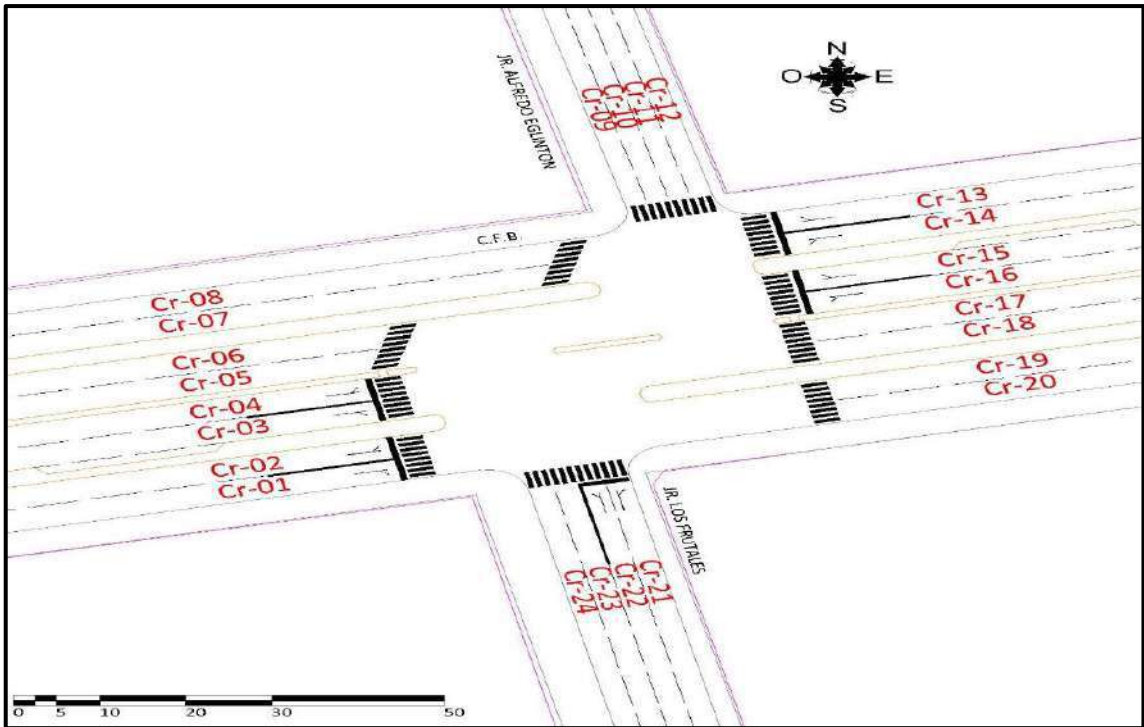 N
O E
S
JR. ALFREDO EGLINTON
Cr-09
Cr-10
Cr-11
Cr-12
C.F.B.
Cr-13
Cr-14
Cr-15
Cr-16
Cr-17
Cr-18
Cr-19
Cr-20
Cr-08
Cr-07
Cr-06
Cr-05
Cr-04
Cr-03
Cr-02
Cr-01
JR. LOS FRUTALES
Cr-24
Cr-23
Cr-22
Cr-21
0 5 10 20 30 50